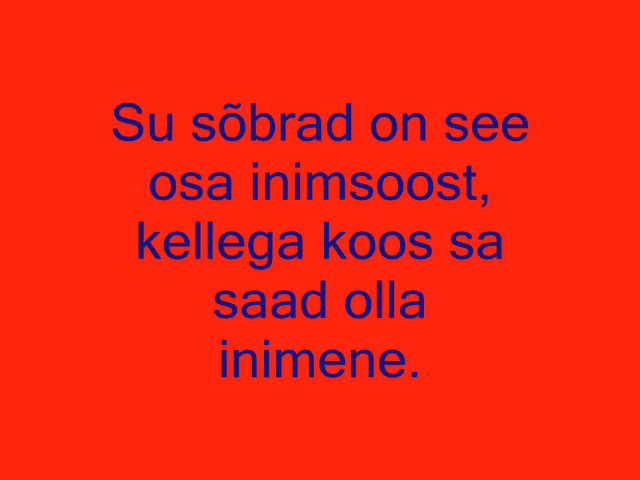 Su sõbrad on see
osa inimsoost,
kellega koos sa
saad olla
inimene.